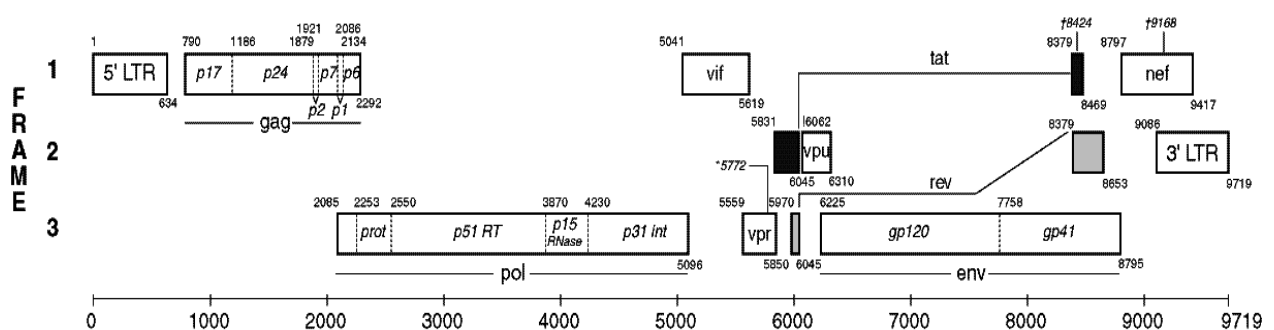 1 790 1186 1921 1879 2086 2134 5041 8379 †8424 8797 †9168
FRAME
1 5' LTR p17 p24 p7 p6 vif tat nef
634 p2 p1 2292 5619 8469 9417
gag
5831 6062 8379 9086
2 vpu 3' LTR
*5772 6045 6310 rev 8653 9719
2085 2253 2550 3870 4230 5559 5970 6225 7758
3 prot p51 RT p15 RNase p31 int vpr gp120 gp41
5096 5850 6045 8795
pol env
0 1000 2000 3000 4000 5000 6000 7000 8000 9000 9719